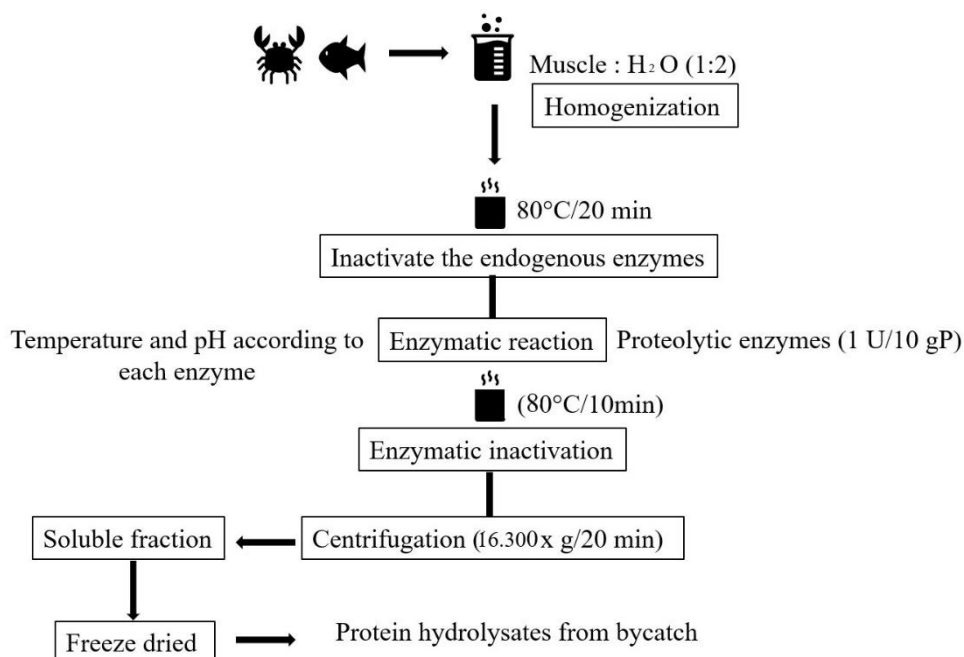 Muscle : H₂O (1:2)
Homogenization
80°C/20 min
Inactivate the endogenous enzymes
Temperature and pH according to
each enzyme
Enzymatic reaction
Proteolytic enzymes (1 U/10 gP)
(80°C/10min)
Enzymatic inactivation
Soluble fraction
Centrifugation (16.300 x g/20 min)
Freeze dried
Protein hydrolysates from bycatch